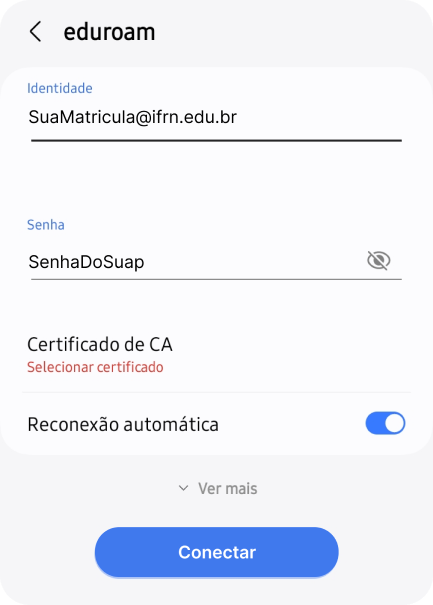 eduroam
Identidade
SuaMatricula@ifrn.edu.br
Senha
SenhaDoSuap
Certificado de CA
Selecionar certificado
Reconexão automática
Ver mais
Conectar